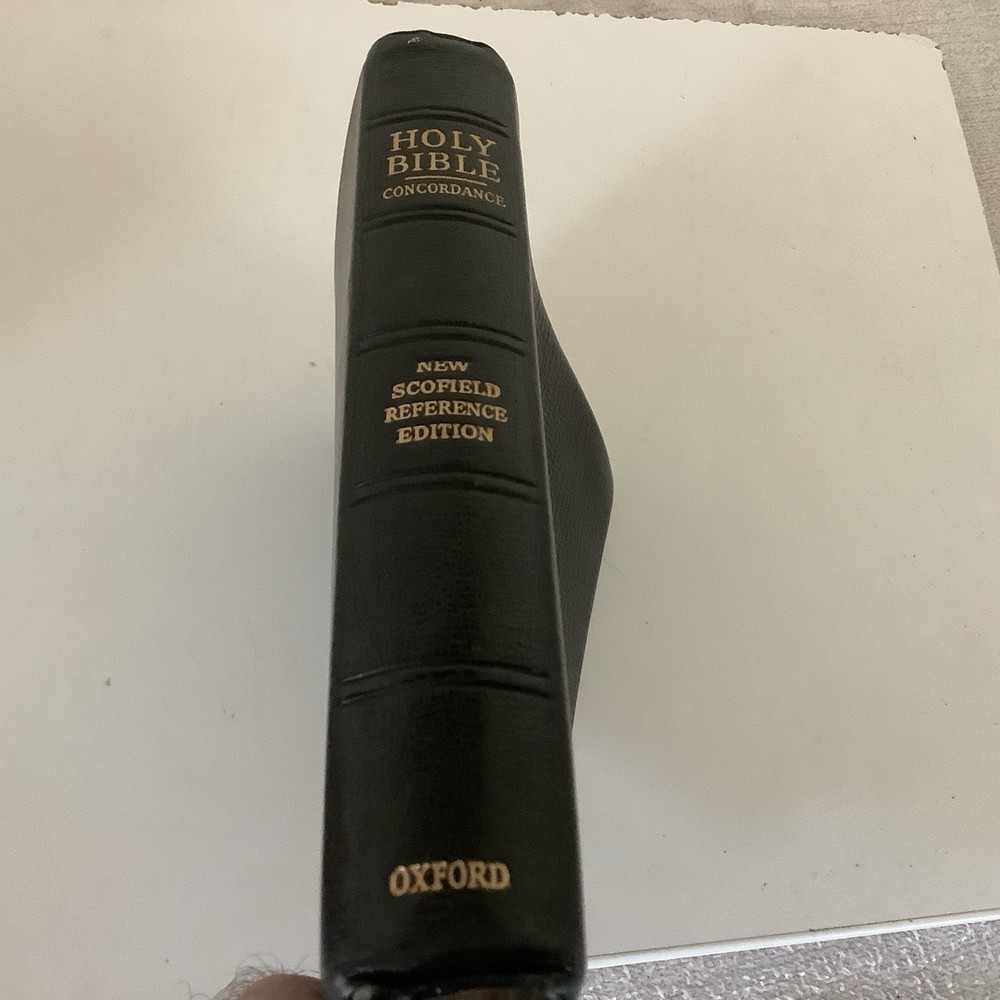 HOLY
BIBLE
CONCORDANCE
NEW
SCOFIELD
REFERENCE
EDITION
OXFORD